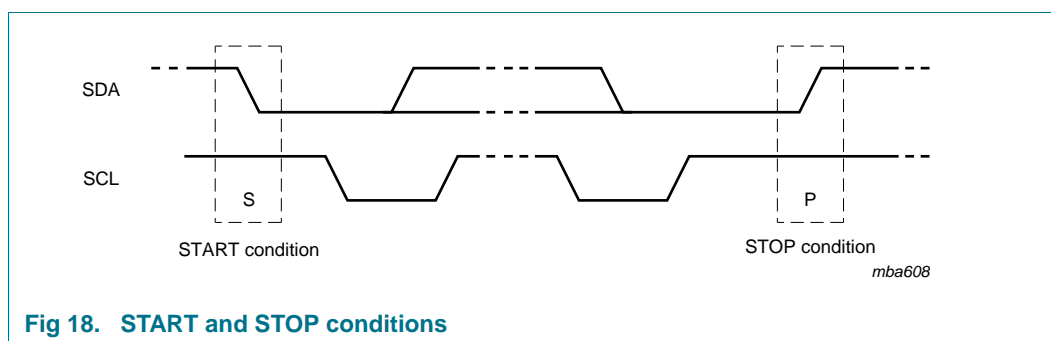 SDA
SCL
S
P
START condition
STOP condition
mba608
Fig 18. START and STOP conditions